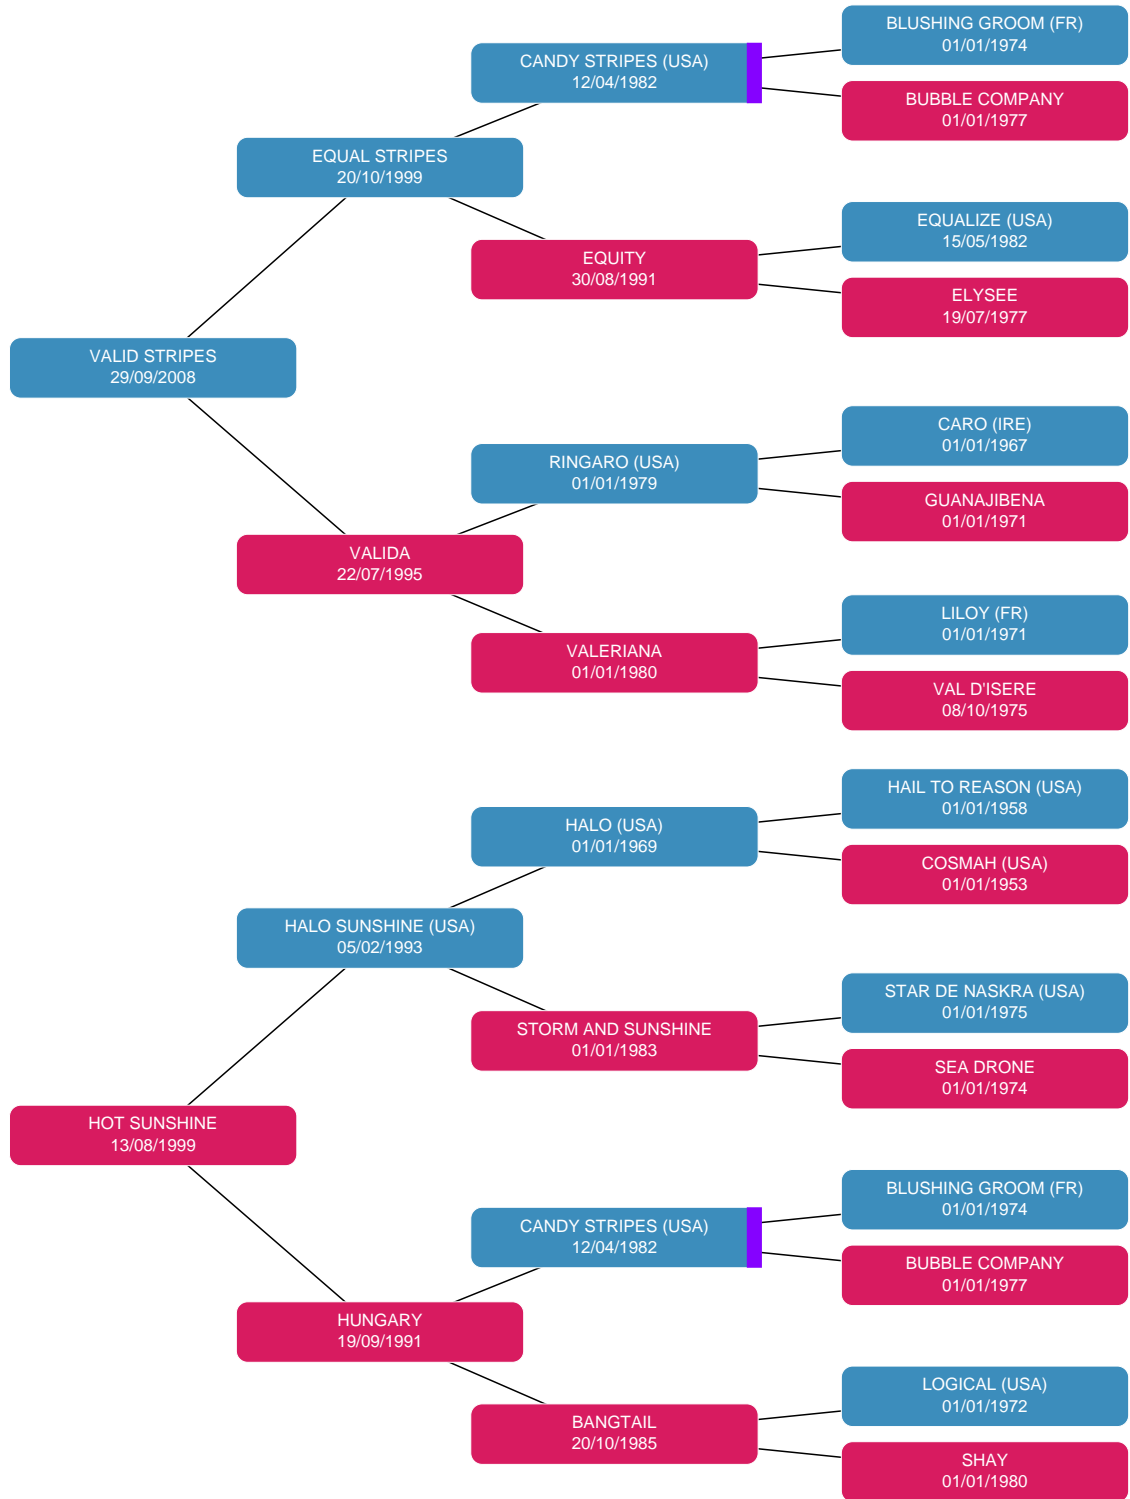 BLUSHING GROOM (FR)
01/01/1974
CANDY STRIPES (USA)
12/04/1982
BUBBLE COMPANY
01/01/1977
EQUAL STRIPES
20/10/1999
EQUALIZE (USA)
15/05/1982
EQUITY
30/08/1991
ELYSEE
19/07/1977
VALID STRIPES
29/09/2008
CARO (IRE)
01/01/1967
RINGARO (USA)
01/01/1979
GUANAJIBENA
01/01/1971
VALIDA
22/07/1995
LILOY (FR)
01/01/1971
VALERIANA
01/01/1980
VAL D'ISERE
08/10/1975
HAIL TO REASON (USA)
01/01/1958
HALO (USA)
01/01/1969
COSMAH (USA)
01/01/1953
HALO SUNSHINE (USA)
05/02/1993
STAR DE NASKRA (USA)
01/01/1975
STORM AND SUNSHINE
01/01/1983
SEA DRONE
01/01/1974
HOT SUNSHINE
13/08/1999
BLUSHING GROOM (FR)
01/01/1974
CANDY STRIPES (USA)
12/04/1982
BUBBLE COMPANY
01/01/1977
HUNGARY
19/09/1991
LOGICAL (USA)
01/01/1972
BANGTAIL
20/10/1985
SHAY
01/01/1980